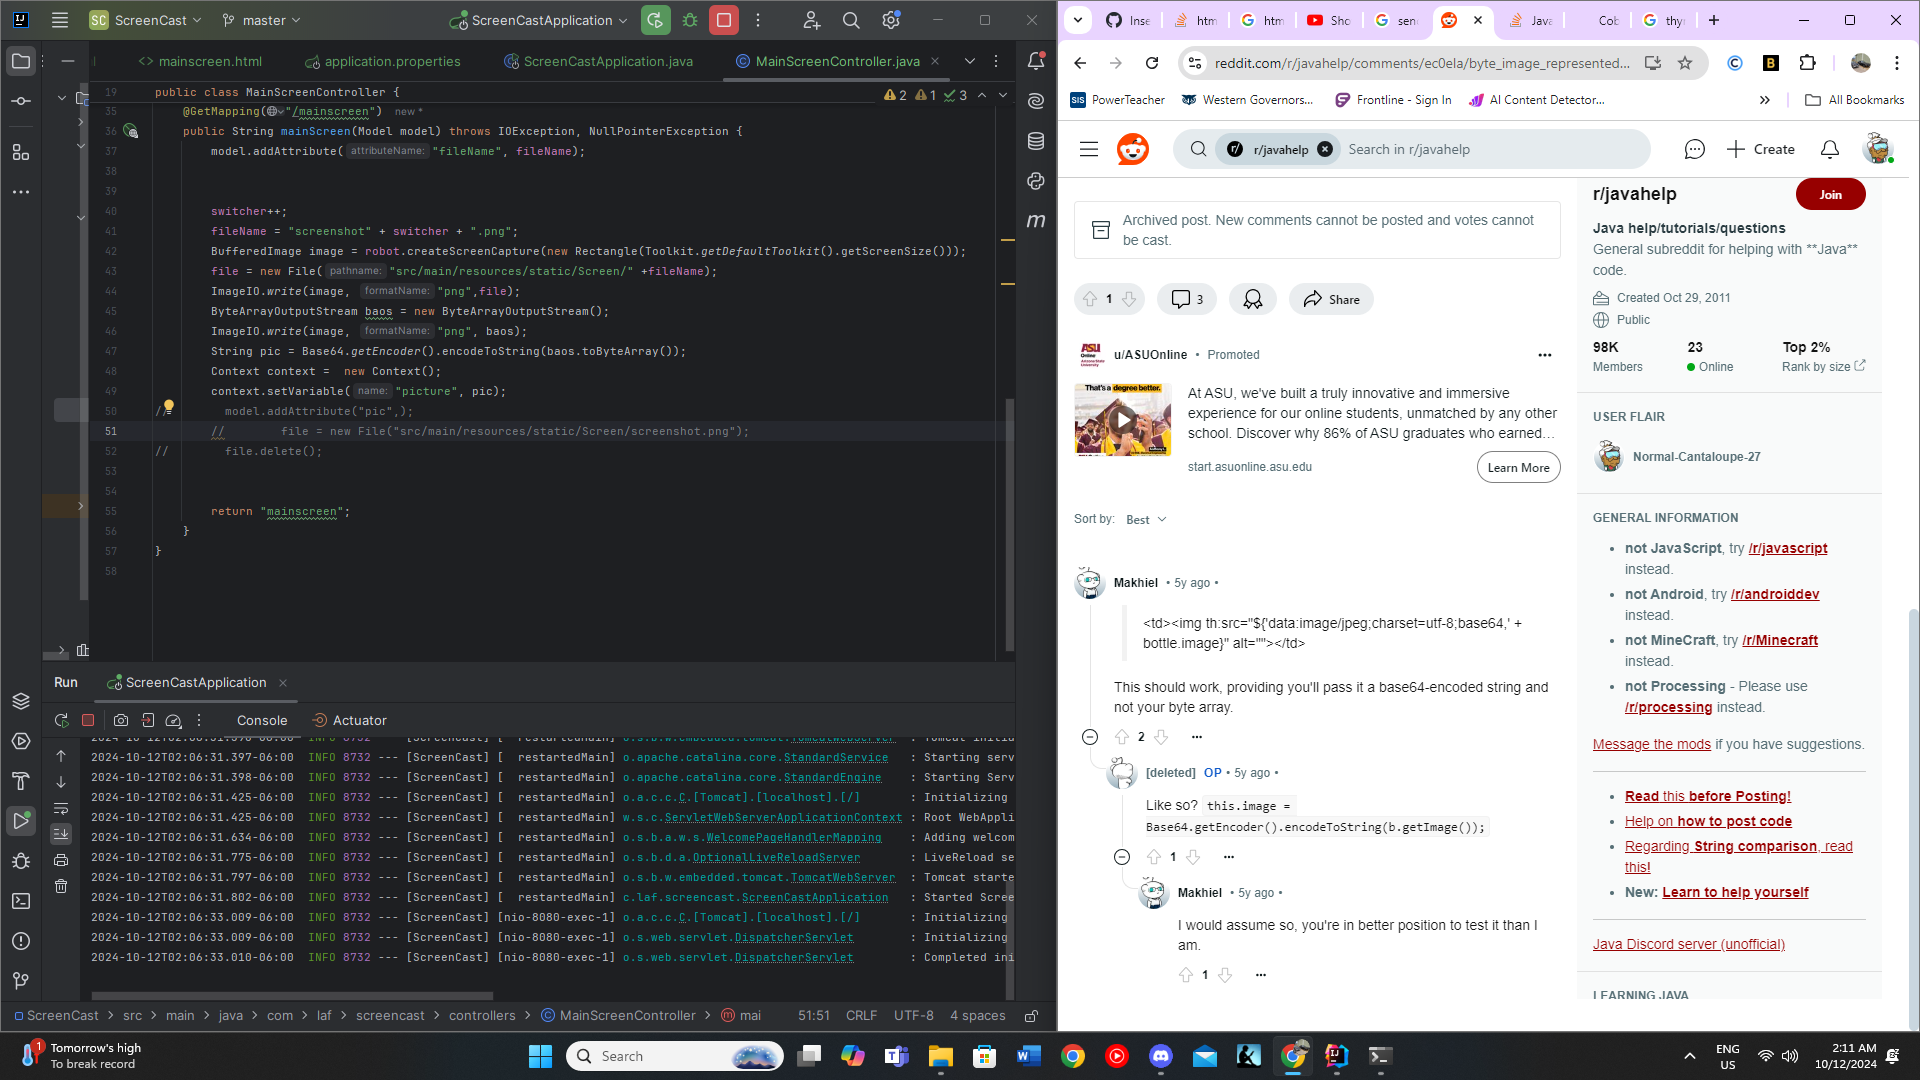 SC ScreenCast master ScreenCastApplication
mainscreen.html application.properties ScreenCastApplication.java MainScreenController.java
19 public class MainScreenController { 2 1 3
35 @GetMapping("/mainscreen") new *
36 public String mainScreen(Model model) throws IOException, NullPointerException {
37 model.addAttribute( attributeName: "fileName", fileName);
38
39
40 switcher++;
41 fileName = "screenshot" + switcher + ".png";
42 BufferedImage image = robot.createScreenCapture(new Rectangle(Toolkit.getDefaultToolkit().getScreenSize()));
43 file = new File( pathname: "src/main/resources/static/Screen/" +fileName);
44 ImageIO.write(image, formatName: "png",file);
45 ByteArrayOutputStream baos = new ByteArrayOutputStream();
46 ImageIO.write(image, formatName: "png", baos);
47 String pic = Base64.getEncoder().encodeToString(baos.toByteArray());
48 Context context = new Context();
49 context.setVariable( name: "picture", pic);
50 // model.addAttribute("pic",);
51 // file = new File("src/main/resources/static/Screen/screenshot.png");
52 // file.delete();
53
54
55 return "mainscreen";
56 }
57 }
58
Run ScreenCastApplication
Console Actuator
2024-10-12T02:06:31.397-06:00 INFO 8732 --- [ScreenCast] [ restartedMain] o.apache.catalina.core.StandardService : Starting serv
2024-10-12T02:06:31.398-06:00 INFO 8732 --- [ScreenCast] [ restartedMain] o.apache.catalina.core.StandardEngine : Starting Serv
2024-10-12T02:06:31.425-06:00 INFO 8732 --- [ScreenCast] [ restartedMain] o.a.c.c.C.[Tomcat].[localhost].[/] : Initializing
2024-10-12T02:06:31.425-06:00 INFO 8732 --- [ScreenCast] [ restartedMain] w.s.c.ServletWebServerApplicationContext : Root WebAppli
2024-10-12T02:06:31.634-06:00 INFO 8732 --- [ScreenCast] [ restartedMain] o.s.b.a.w.s.WelcomePageHandlerMapping : Adding welcom
2024-10-12T02:06:31.775-06:00 INFO 8732 --- [ScreenCast] [ restartedMain] o.s.b.d.a.OptionalLiveReloadServer : LiveReload se
2024-10-12T02:06:31.797-06:00 INFO 8732 --- [ScreenCast] [ restartedMain] o.s.b.w.embedded.tomcat.TomcatWebServer : Tomcat starte
2024-10-12T02:06:31.802-06:00 INFO 8732 --- [ScreenCast] [ restartedMain] c.laf.screencast.ScreenCastApplication : Started Scree
2024-10-12T02:06:33.009-06:00 INFO 8732 --- [ScreenCast] [nio-8080-exec-1] o.a.c.c.C.[Tomcat].[localhost].[/] : Initializing
2024-10-12T02:06:33.009-06:00 INFO 8732 --- [ScreenCast] [nio-8080-exec-1] o.s.web.servlet.DispatcherServlet : Initializing
2024-10-12T02:06:33.010-06:00 INFO 8732 --- [ScreenCast] [nio-8080-exec-1] o.s.web.servlet.DispatcherServlet : Completed ini
ScreenCast > src > main > java > com > laf > screencast > controllers > MainScreenController > mai 51:51 CRLF UTF-8 4 spaces
Inse htm htm Sho sen Java Cob thy
reddit.com/r/javahelp/comments/ec0ela/byte_image_represented...
PowerTeacher Western Governors... Frontline - Sign In AI Content Detector... » All Bookmarks
r/javahelp Search in r/javahelp Create
Archived post. New comments cannot be posted and votes cannot
be cast.
1 3 Share
u/ASUOnline • Promoted
That's a degree better.
At ASU, we've built a truly innovative and immersive
experience for our online students, unmatched by any other
school. Discover why 86% of ASU graduates who earned…
start.asuonline.asu.edu Learn More
Sort by: Best
Makhiel • 5y ago •
<td><img th:src="${'data:image/jpeg;charset=utf-8;base64,' +
bottle.image}" alt=""></td>
This should work, providing you'll pass it a base64-encoded string and
not your byte array.
2
[deleted] OP • 5y ago •
Like so? this.image =
Base64.getEncoder().encodeToString(b.getImage());
1
Makhiel • 5y ago •
I would assume so, you're in better position to test it than I
am.
1
r/javahelp Join
Java help/tutorials/questions
General subreddit for helping with **Java**
code.
Created Oct 29, 2011
Public
98K 23 Top 2%
Members Online Rank by size
USER FLAIR
Normal-Cantaloupe-27
GENERAL INFORMATION
• not JavaScript, try /r/javascript
instead.
• not Android, try /r/androiddev
instead.
• not MineCraft, try /r/Minecraft
instead.
• not Processing - Please use
/r/processing instead.
Message the mods if you have suggestions.
• Read this before Posting!
• Help on how to post code
• Regarding String comparison, read
this!
• New: Learn to help yourself
Java Discord server (unofficial)
LEARNING JAVA
1 Tomorrow's high
To break record
Search
ENG
US
2:11 AM
10/12/2024